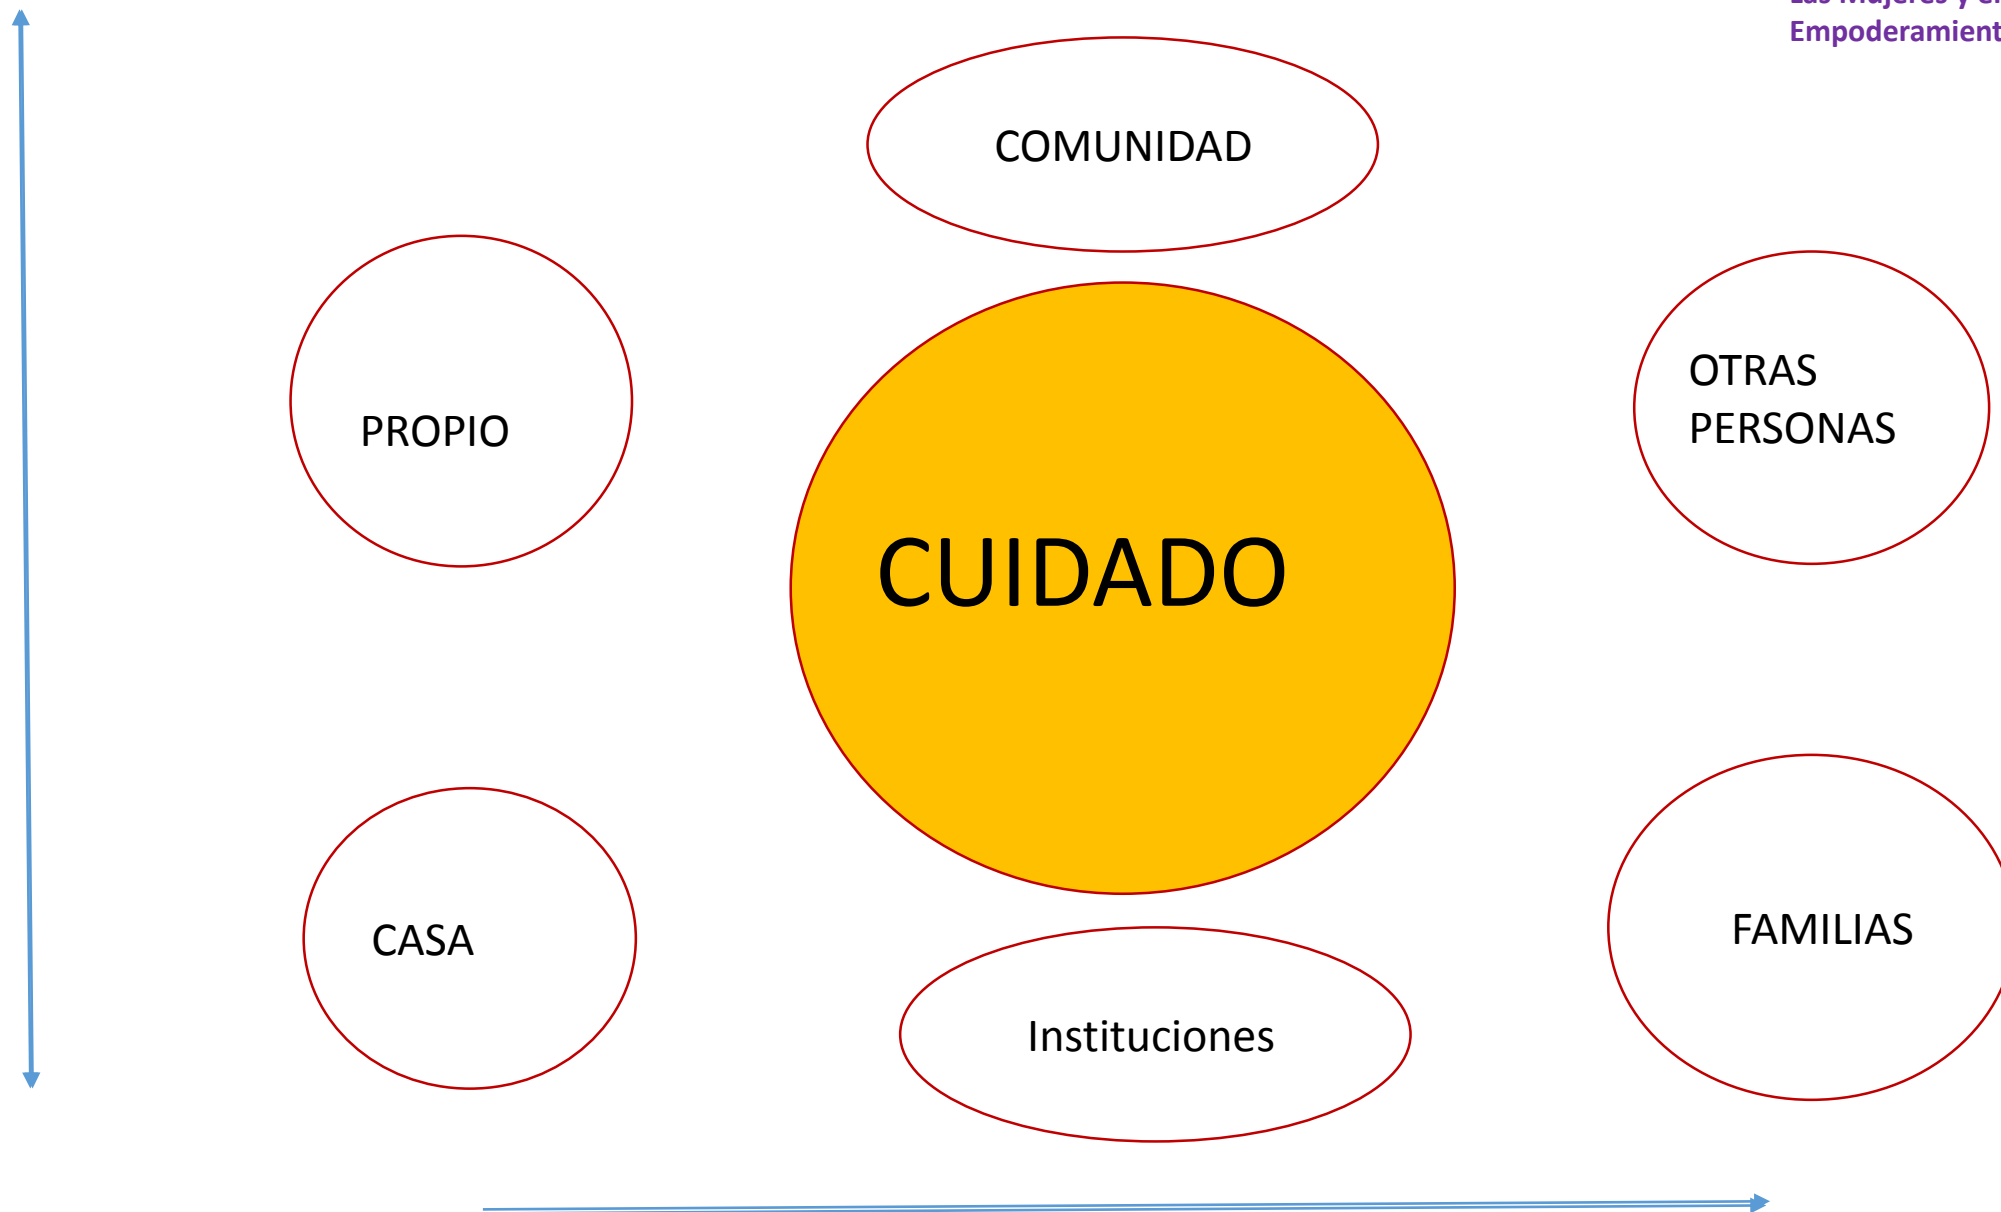 Empoderamient
COMUNIDAD
PROPIO
OTRAS
PERSONAS
CUIDADO
CASA
FAMILIAS
Instituciones